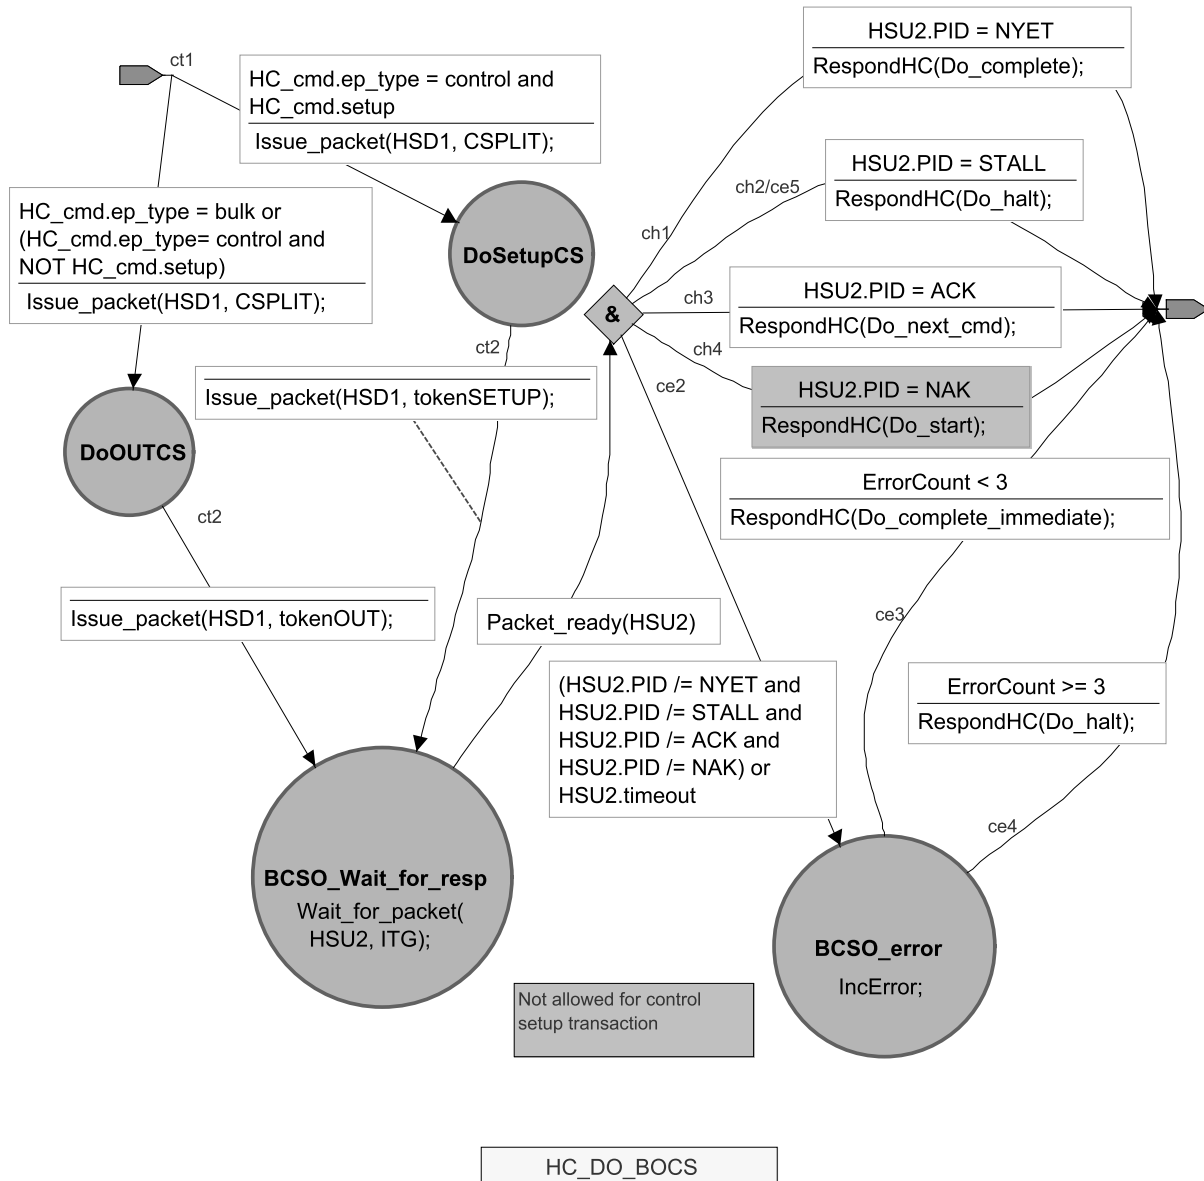 HSU2.PID = NYET
RespondHC(Do_complete);
ct1
HC_cmd.ep_type = control and
HC_cmd.setup
Issue_packet(HSD1, CSPLIT);
HSU2.PID = STALL
RespondHC(Do_halt);
ch2/ce5
HC_cmd.ep_type = bulk or
(HC_cmd.ep_type= control and
NOT HC_cmd.setup)
Issue_packet(HSD1, CSPLIT);
DoSetupCS
ch1
HSU2.PID = ACK
RespondHC(Do_next_cmd);
ch3
&
ct2
ch4
ce2
Issue_packet(HSD1, tokenSETUP);
HSU2.PID = NAK
RespondHC(Do_start);
DoOUTCS
ErrorCount < 3
RespondHC(Do_complete_immediate);
ct2
Issue_packet(HSD1, tokenOUT);
Packet_ready(HSU2)
ce3
(HSU2.PID /= NYET and
HSU2.PID /= STALL and
HSU2.PID /= ACK and
HSU2.PID /= NAK) or
HSU2.timeout
ErrorCount >= 3
RespondHC(Do_halt);
ce4
BCSO_Wait_for_resp
Wait_for_packet(
HSU2, ITG);
BCSO_error
IncError;
Not allowed for control
setup transaction
HC_DO_BOCS